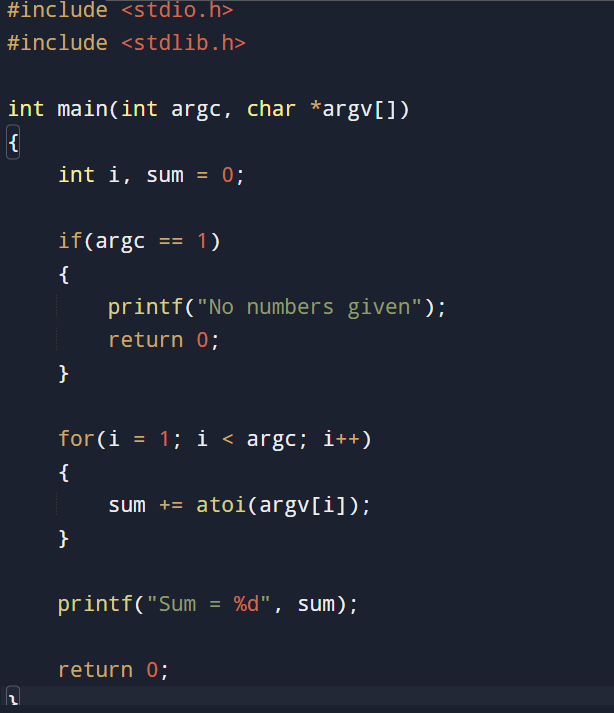 #include <stdio.h>
#include <stdlib.h>

int main(int argc, char *argv[])
{
    int i, sum = 0;

    if(argc == 1)
    {
        printf("No numbers given");
        return 0;
    }

    for(i = 1; i < argc; i++)
    {
        sum += atoi(argv[i]);
    }

    printf("Sum = %d", sum);

    return 0;
}